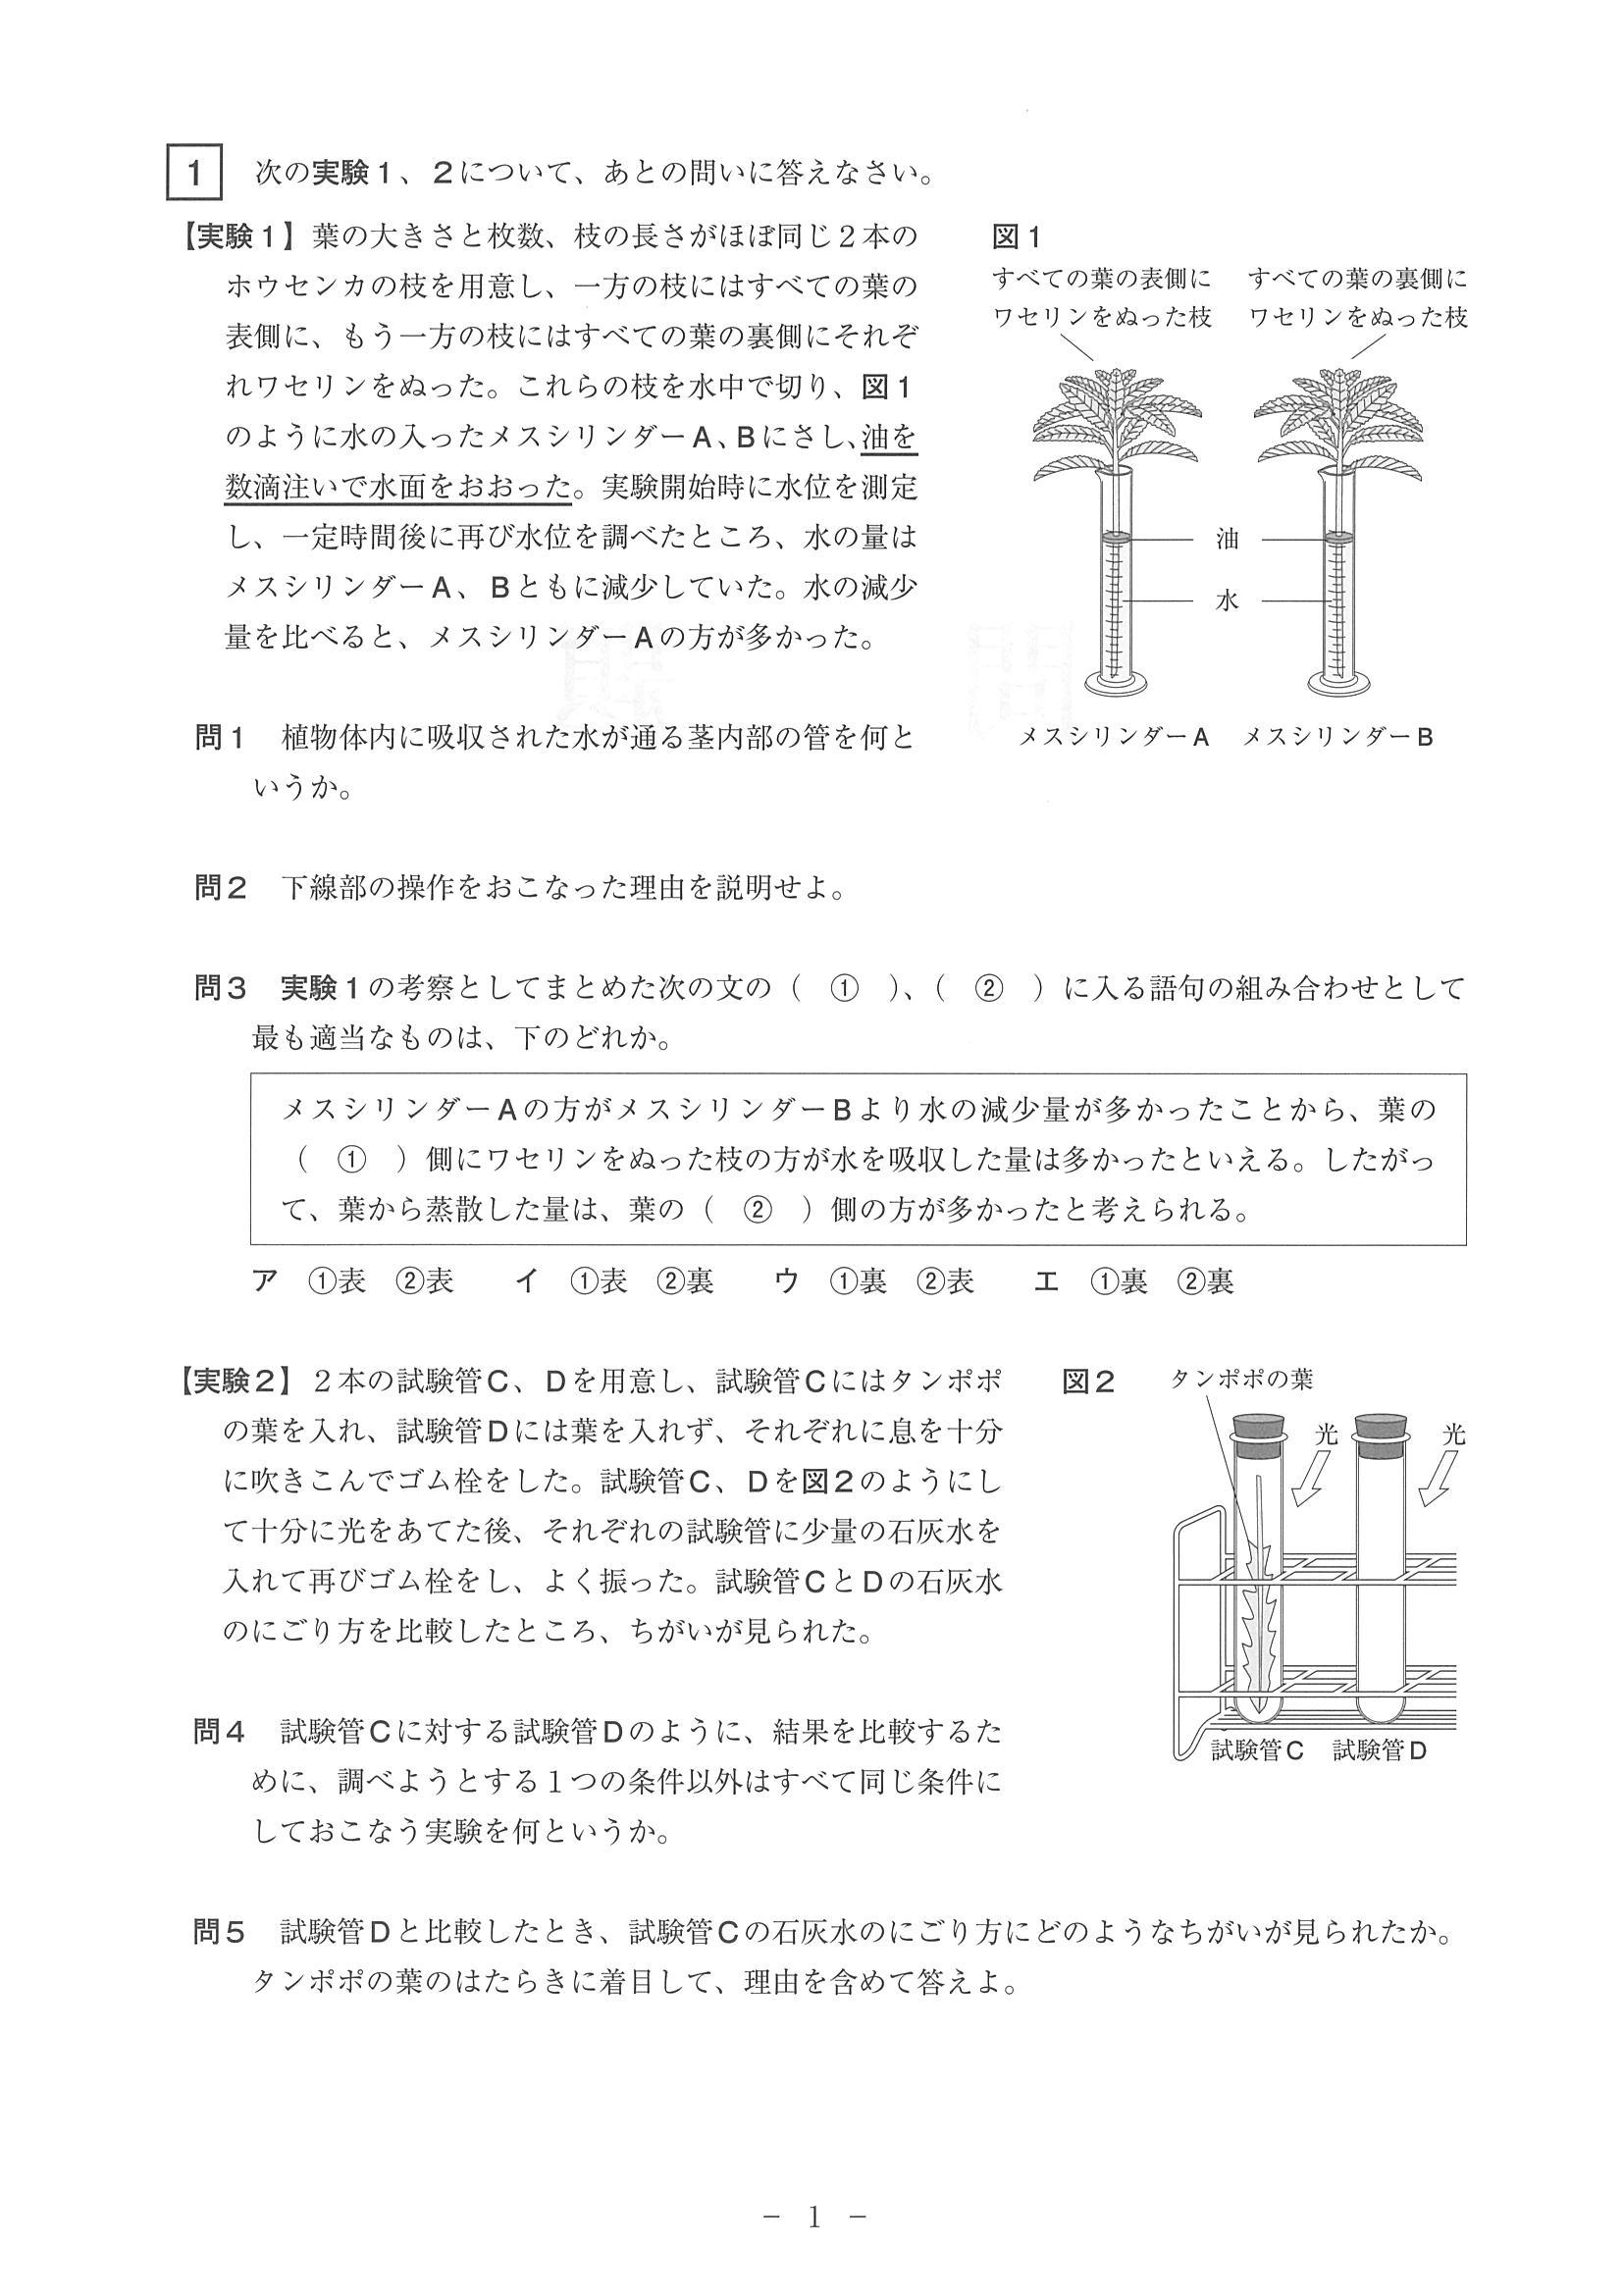 1 次の実験1、2について、あとの問いに答えなさい。
【実験1】葉の大きさと枚数、枝の長さがほぼ同じ2本の
ホウセンカの枝を用意し、一方の枝にはすべての葉の
表側に、もう一方の枝にはすべての葉の裏側にそれぞ
れワセリンをぬった。これらの枝を水中で切り、図1
のように水の入ったメスシリンダーA、Bにさし、油を
数滴注いで水面をおおった。実験開始時に水位を測定
し、一定時間後に再び水位を調べたところ、水の量は
メスシリンダーA、Bともに減少していた。水の減少
量を比べると、メスシリンダーAの方が多かった。
図1
すべての葉の表側に
ワセリンをぬった枝
すべての葉の裏側に
ワセリンをぬった枝
油
水
メスシリンダーA メスシリンダーB
問1 植物体内に吸収された水が通る茎内部の管を何と
いうか。
問2 下線部の操作をおこなった理由を説明せよ。
問3 実験1の考察としてまとめた次の文の( ① )、( ② )に入る語句の組み合わせとして
最も適当なものは、下のどれか。
メスシリンダーAの方がメスシリンダーBより水の減少量が多かったことから、葉の
( ① )側にワセリンをぬった枝の方が水を吸収した量は多かったといえる。したがっ
て、葉から蒸散した量は、葉の( ② )側の方が多かったと考えられる。
ア ①表 ②表 イ ①表 ②裏 ウ ①裏 ②表 エ ①裏 ②裏
【実験2】2本の試験管C、Dを用意し、試験管Cにはタンポポ
の葉を入れ、試験管Dには葉を入れず、それぞれに息を十分
に吹きこんでゴム栓をした。試験管C、Dを図2のようにし
て十分に光をあてた後、それぞれの試験管に少量の石灰水を
入れて再びゴム栓をし、よく振った。試験管CとDの石灰水
のにごり方を比較したところ、ちがいが見られた。
図2
タンポポの葉
光
光
試験管C 試験管D
問4 試験管Cに対する試験管Dのように、結果を比較するた
めに、調べようとする1つの条件以外はすべて同じ条件に
しておこなう実験を何というか。
問5 試験管Dと比較したとき、試験管Cの石灰水のにごり方にどのようなちがいが見られたか。
タンポポの葉のはたらきに着目して、理由を含めて答えよ。
－ 1 －